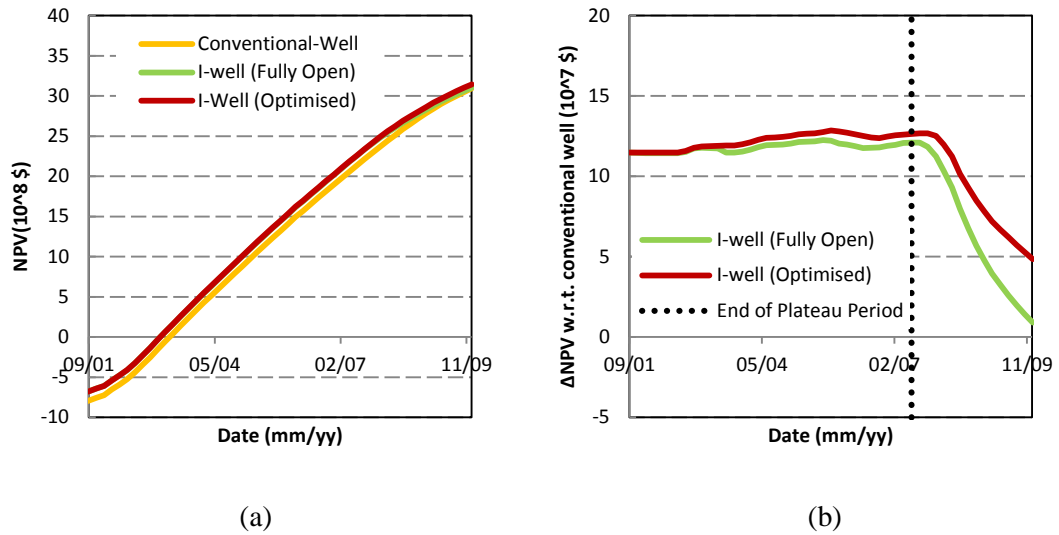 40
35
30
25
20
15
10
5
0
-5
-10
NPV(10^8 $)
Conventional-Well
I-well (Fully Open)
I-Well (Optimised)
09/01 05/04 02/07 11/09
Date (mm/yy)
(a)
20
15
10
5
0
-5
ΔNPV w.r.t. conventional well (10^7 $)
I-well (Fully Open)
I-well (Optimised)
End of Plateau Period
09/01 05/04 02/07 11/09
Date (mm/yy)
(b)